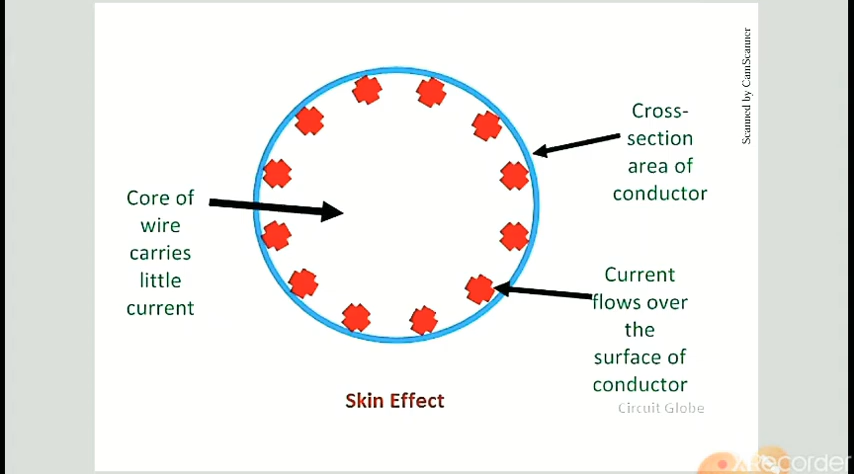 Scanned by CamScanner
Cross-
section
area of
conductor
Core of
wire
carries
little
current
Current
flows over
the
surface of
conductor
Skin Effect
Circuit Globe